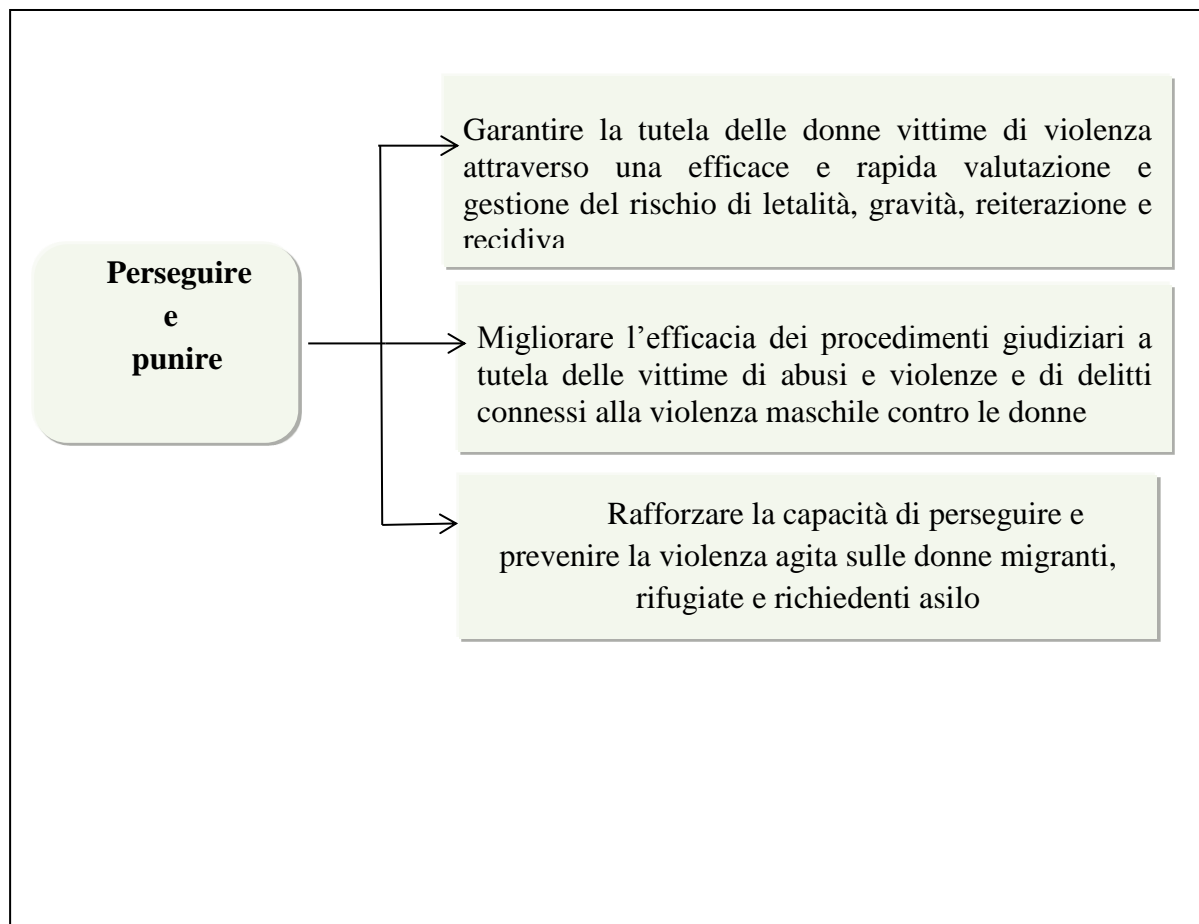 Perseguire
e
punire
Garantire la tutela delle donne vittime di violenza
attraverso una efficace e rapida valutazione e
gestione del rischio di letalità, gravità, reiterazione e
recidiva
Migliorare l’efficacia dei procedimenti giudiziari a
tutela delle vittime di abusi e violenze e di delitti
connessi alla violenza maschile contro le donne
Rafforzare la capacità di perseguire e
prevenire la violenza agita sulle donne migranti,
rifugiate e richiedenti asilo